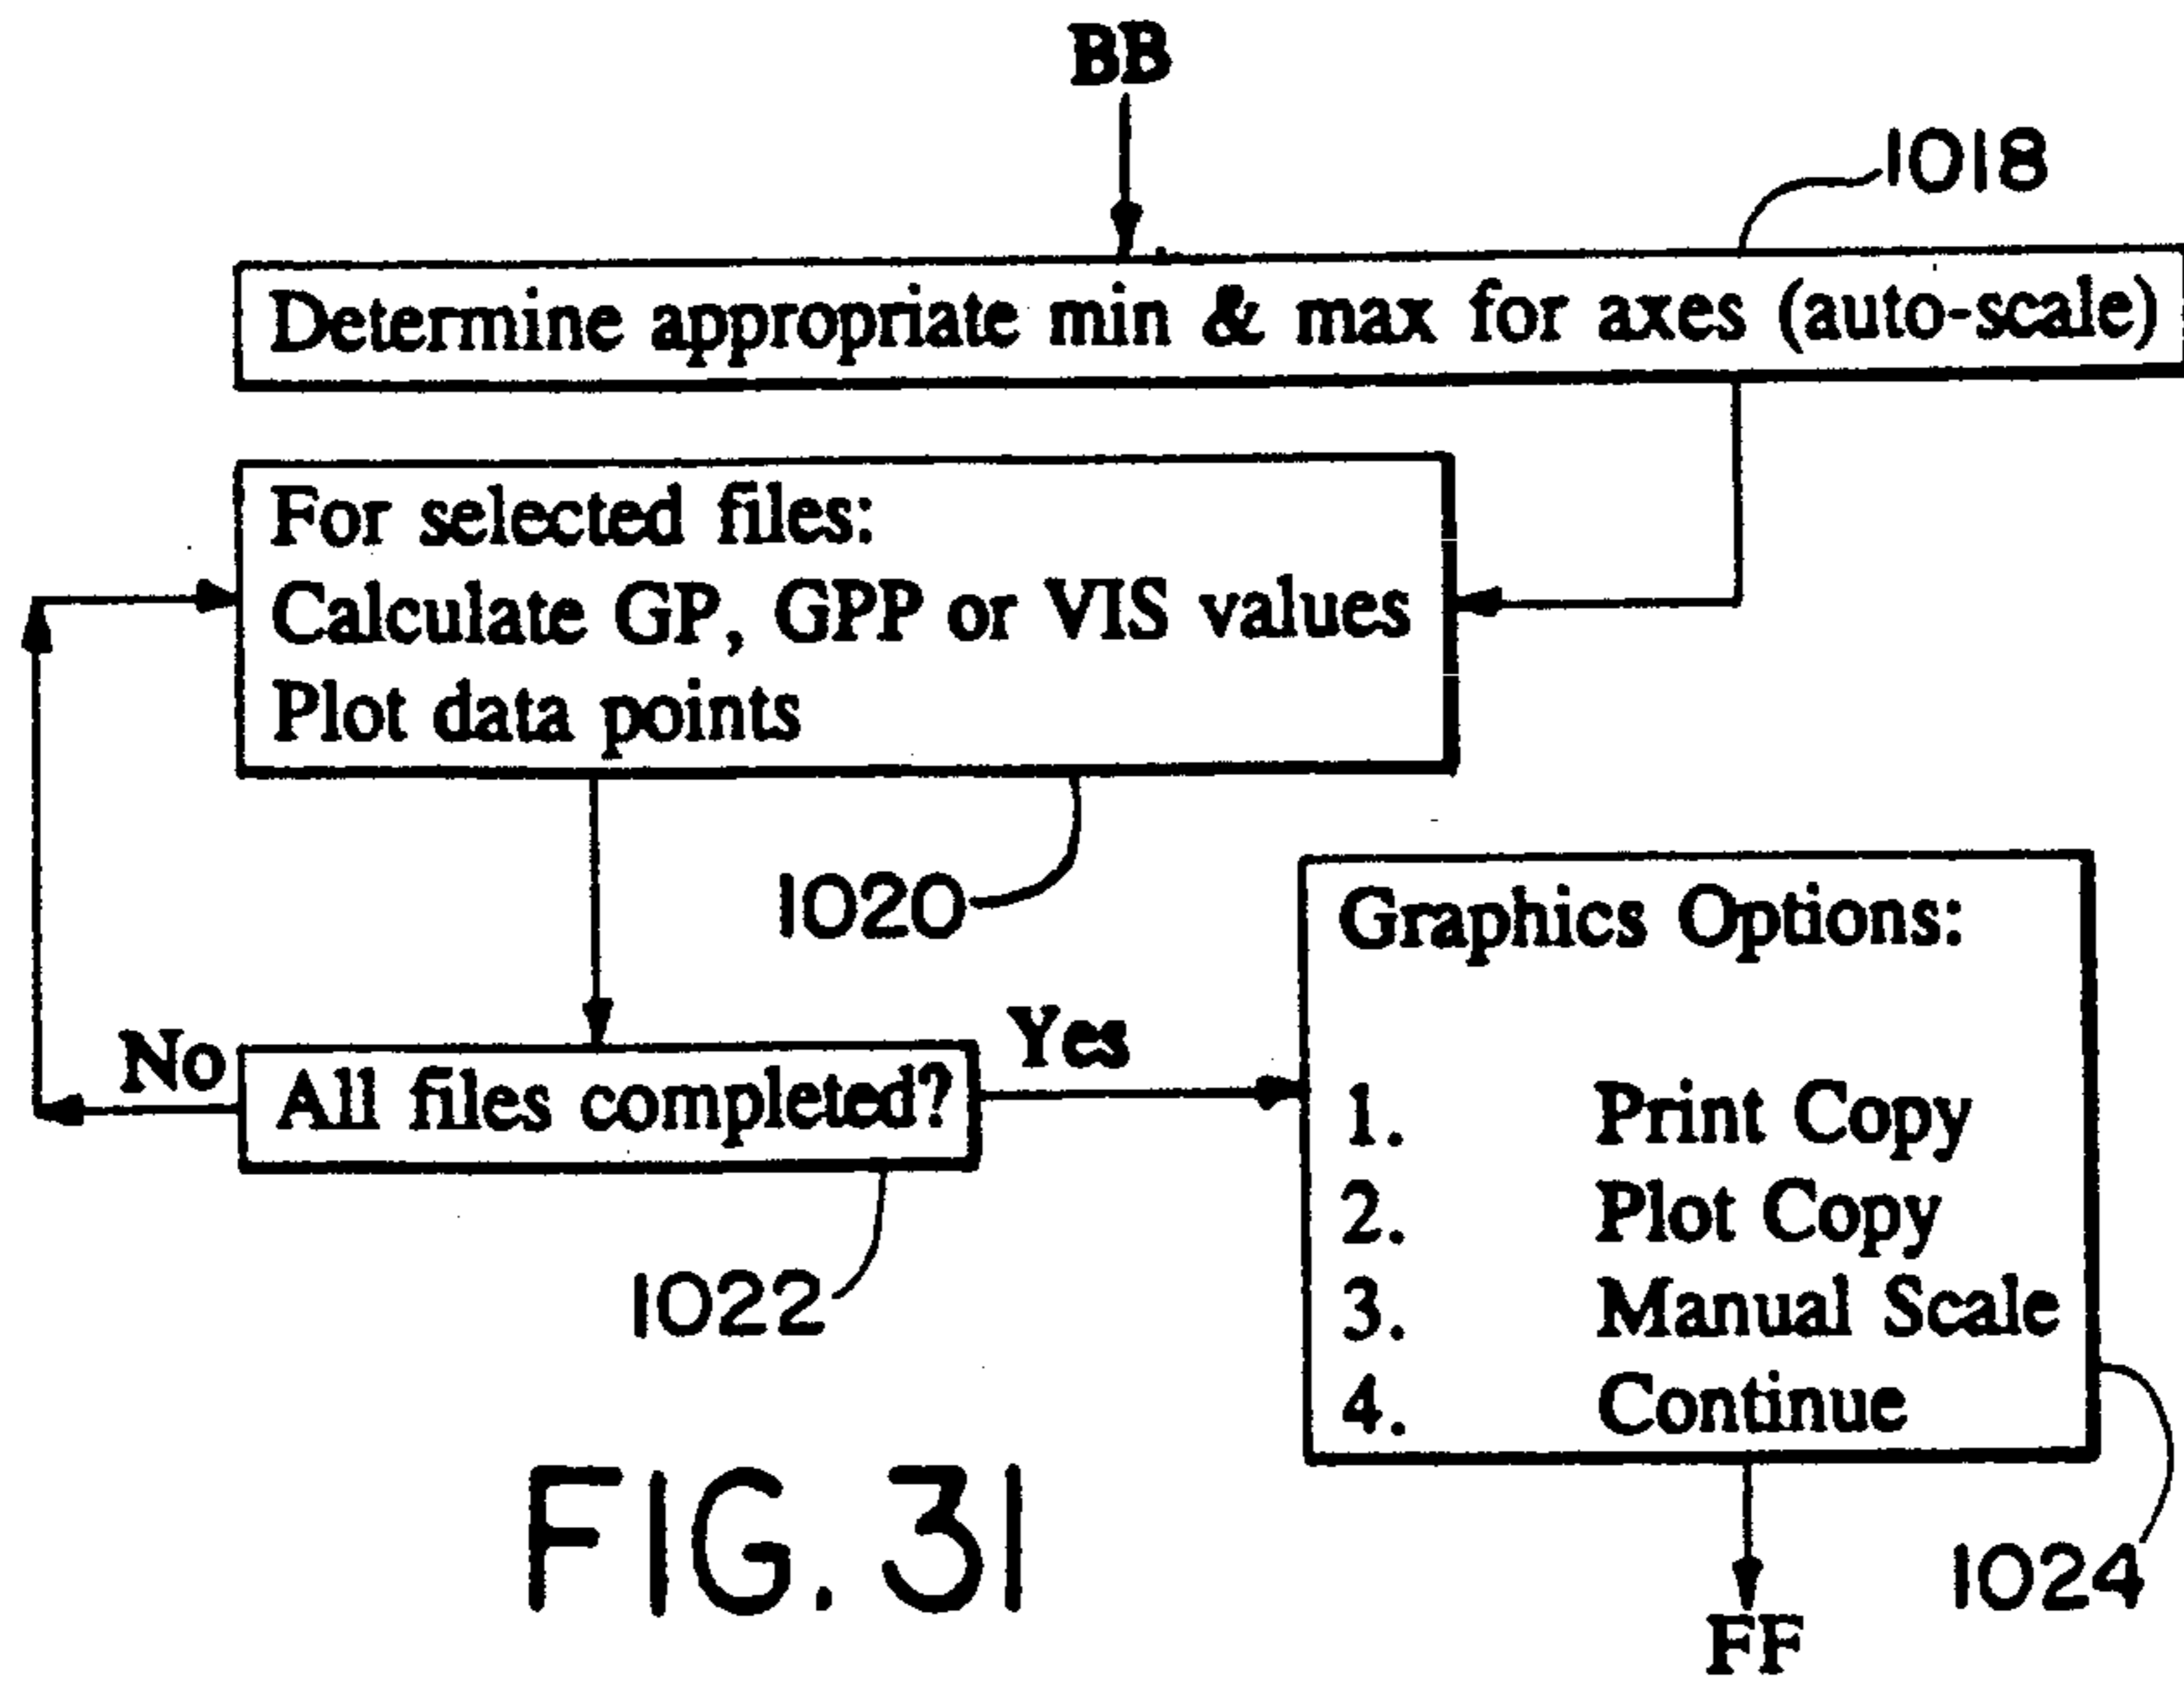 BB
1018
Determine appropriate min & max for axes (auto-scale)
For selected files:
Calculate GP, GPP or VIS values
Plot data points
1020
No
All files completed?
Yes
1022
Graphics Options:
1. Print Copy
2. Plot Copy
3. Manual Scale
4. Continue
1024
FF
FIG. 31